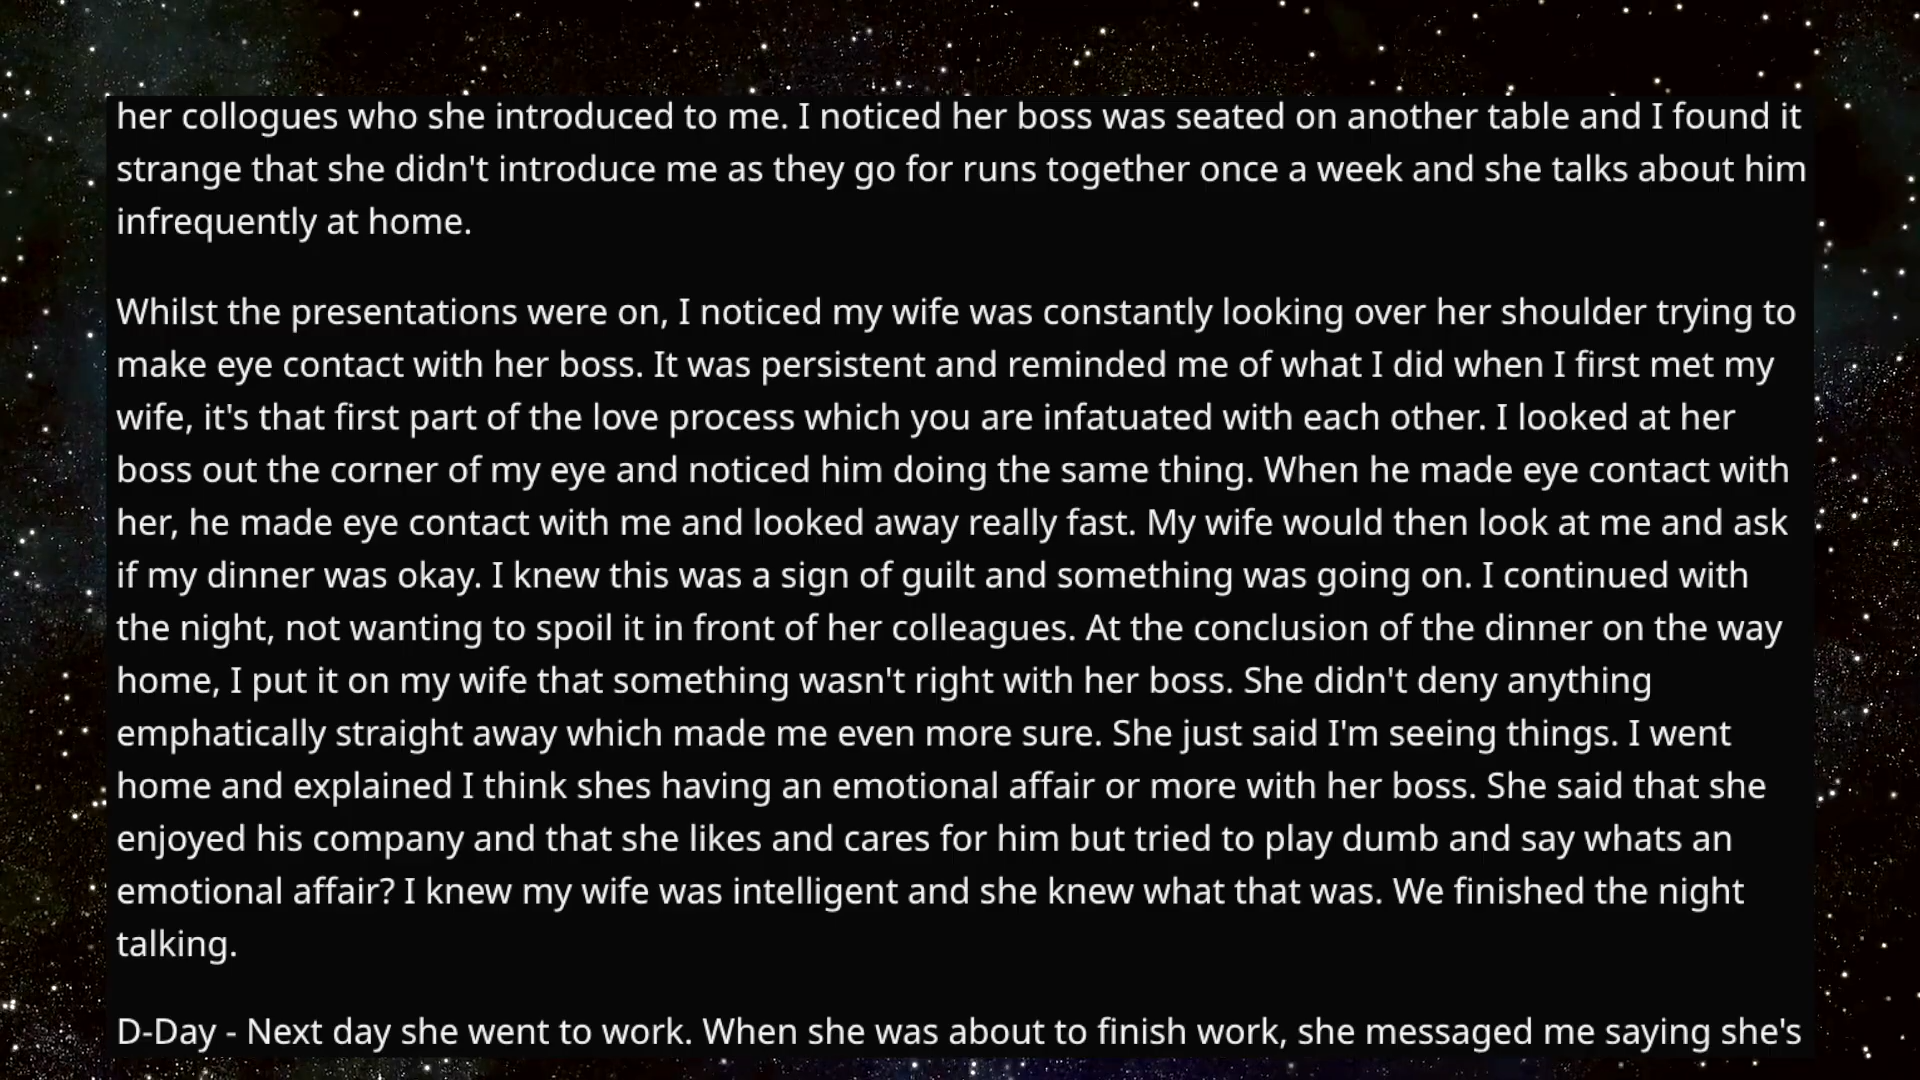 her collogues who she introduced to me. I noticed her boss was seated on another table and I found it
strange that she didn't introduce me as they go for runs together once a week and she talks about him
infrequently at home.
Whilst the presentations were on, I noticed my wife was constantly looking over her shoulder trying to
make eye contact with her boss. It was persistent and reminded me of what I did when I first met my
wife, it's that first part of the love process which you are infatuated with each other. I looked at her
boss out the corner of my eye and noticed him doing the same thing. When he made eye contact with
her, he made eye contact with me and looked away really fast. My wife would then look at me and ask
if my dinner was okay. I knew this was a sign of guilt and something was going on. I continued with
the night, not wanting to spoil it in front of her colleagues. At the conclusion of the dinner on the way
home, I put it on my wife that something wasn't right with her boss. She didn't deny anything
emphatically straight away which made me even more sure. She just said I'm seeing things. I went
home and explained I think shes having an emotional affair or more with her boss. She said that she
enjoyed his company and that she likes and cares for him but tried to play dumb and say whats an
emotional affair? I knew my wife was intelligent and she knew what that was. We finished the night
talking.
D-Day - Next day she went to work. When she was about to finish work, she messaged me saying she's